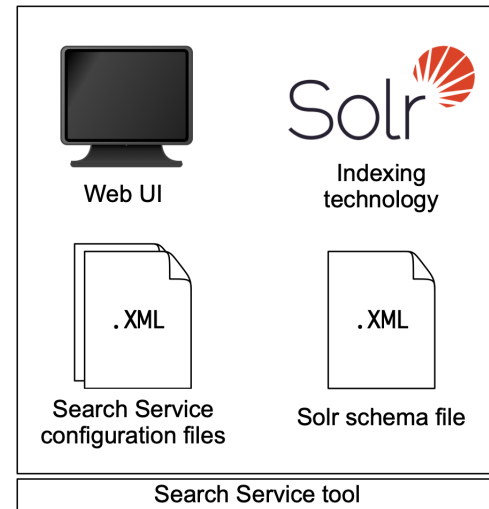 Solr
Web UI
Indexing
technology
.XML
.XML
Search Service
configuration files
Solr schema file
Search Service tool